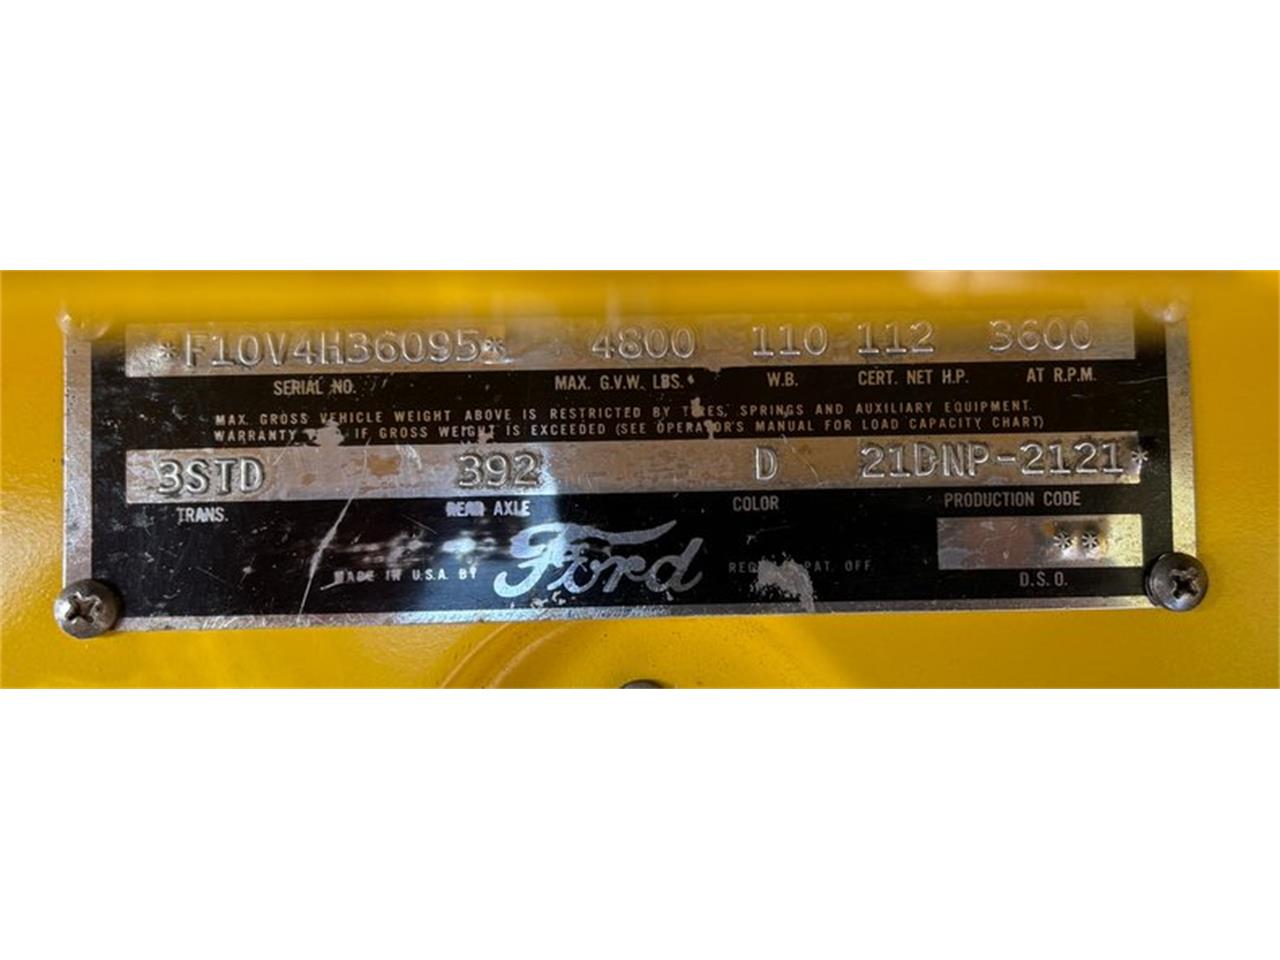 *F10V4H36095* 4800 110 112 3600
SERIAL NO. MAX. G.V.W. LBS. W.B. CERT. NET H.P. AT R.P.M.
MAX. GROSS VEHICLE WEIGHT ABOVE IS RESTRICTED BY TIRES, SPRINGS AND AUXILIARY EQUIPMENT.
WARRANTY IF GROSS WEIGHT IS EXCEEDED (SEE OPERATOR'S MANUAL FOR LOAD CAPACITY CHART)
3STD 392 D 21DNP-2121*
TRANS. REAR AXLE COLOR PRODUCTION CODE
**
MADE IN U.S.A. BY Ford PAT. OFF.
D.S.O.